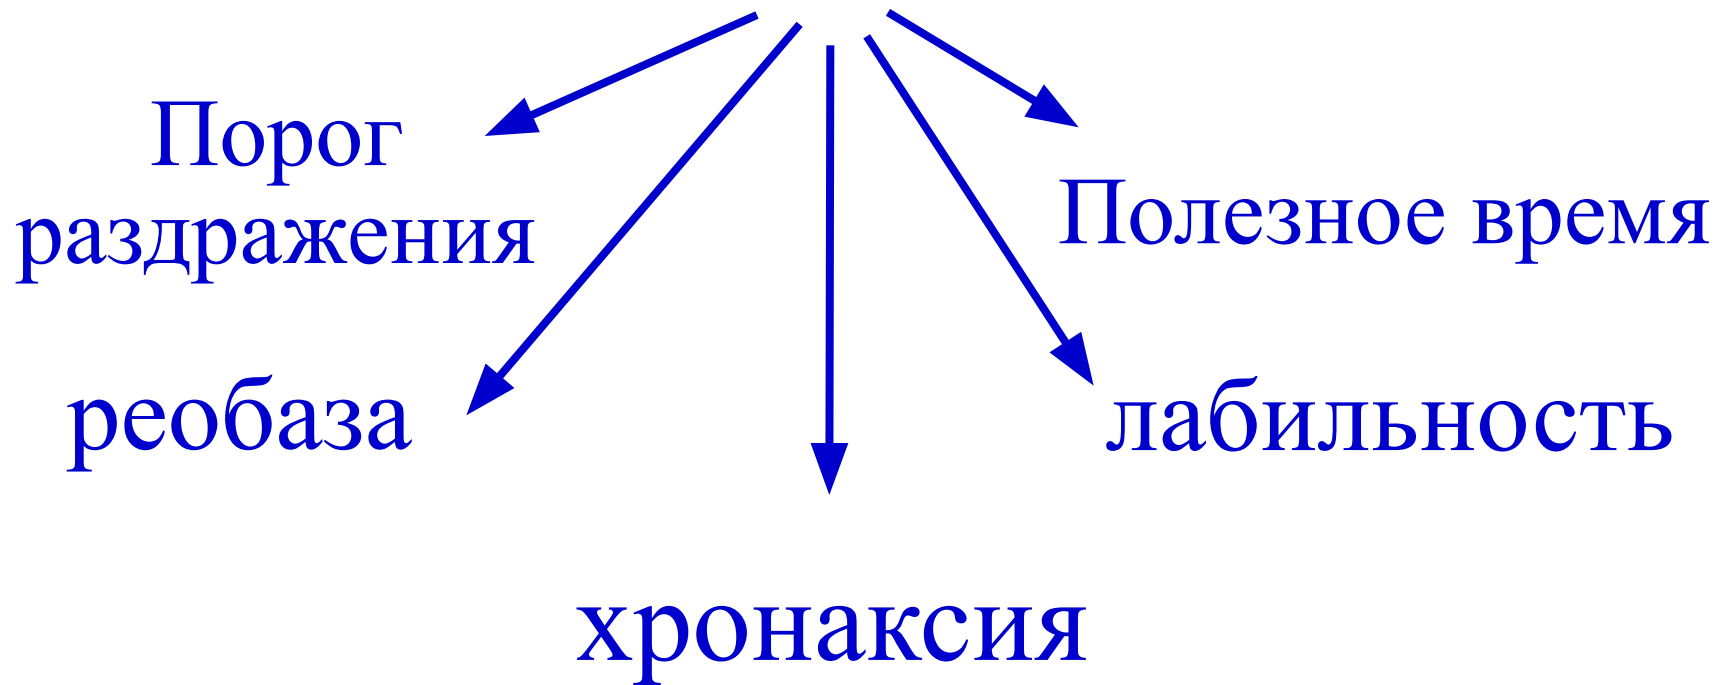 Порог
раздражения
Полезное время
реобаза
лабильность
хронаксия